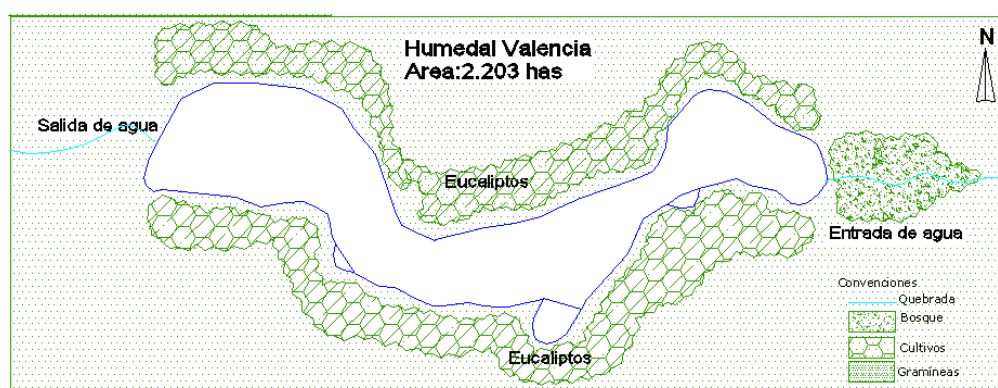 Humedal Valencia
Area:2.203 has
N
Salida de agua
Eucaliptos
Entrada de agua
Eucaliptos
Convenciones
Quebrada
Bosque
Cultivos
Gramíneas